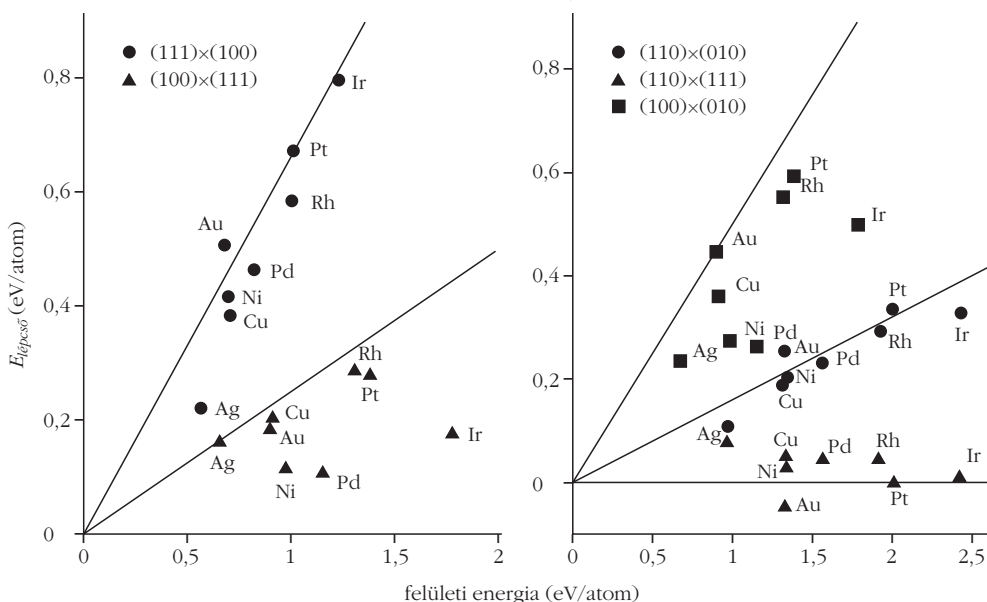 (111)×(100)
(100)×(111)
0,8
0,6
0,4
0,2
0
Ir
Pt
Rh
Au
Pd
Ni
Cu
Ag
Rh
Pt
Cu
Au
Ag
Ni
Pd
Ir
0
0,5
1
1,5
2
E_lépcső (eV/atom)
(110)×(010)
(110)×(111)
(100)×(010)
0,8
0,6
0,4
0,2
0
Pt
Rh
Ir
Au
Cu
Ni
Pd
Ag
Pt
Rh
Ir
Au
Pd
Ni
Cu
Ag
Cu
Ni
Pd
Rh
Ir
Pt
Au
0
0,5
1
1,5
2
2,5
felületi energia (eV/atom)